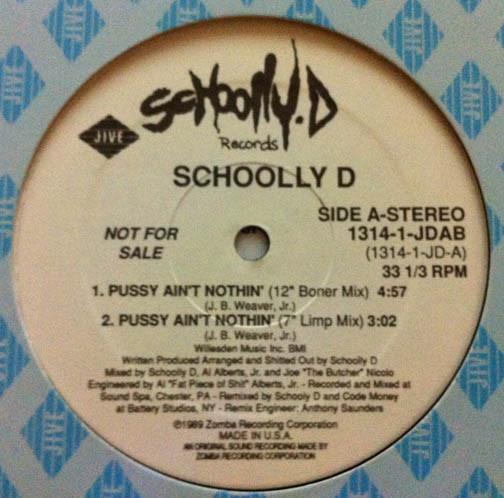 JIVE
SCHOOLLY.D
Records
SCHOOLLY D
SIDE A-STEREO
NOT FOR
SALE
1314-1-JDAB
(1314-1-JD-A)
33 1/3 RPM
1. PUSSY AIN'T NOTHIN' (12" Boner Mix) 4:57
(J. B. Weaver, Jr.)
2. PUSSY AIN'T NOTHIN' (7" Limp Mix) 3:02
(J. B. Weaver, Jr.)
Willesden Music Inc. BMI
Written Produced Arranged and Shitted Out by Schoolly D
Mixed by Schoolly D, Al Alberts, Jr. and Joe "The Butcher" Nicolo
Engineered by Al "Fat Piece of Shit" Alberts, Jr. - Recorded and Mixed at
Sound Spa, Chester, PA - Remixed by Schoolly D and Code Money
at Battery Studios, NY - Remix Engineer: Anthony Saunders
℗1989 Zomba Recording Corporation
MADE IN U.S.A.
AN ORIGINAL SOUND RECORDING MADE BY
ZOMBA RECORDING CORPORATION